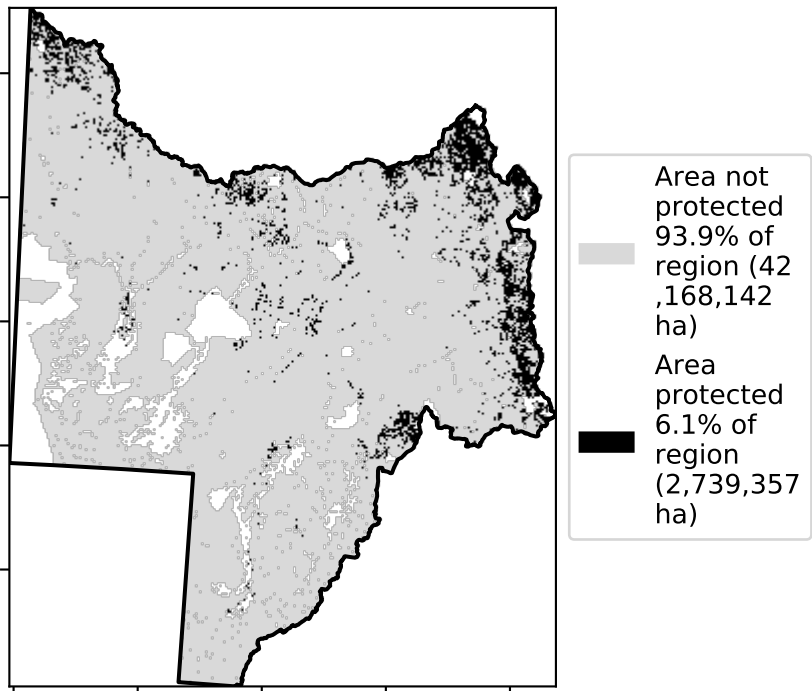 Area not
protected
93.9% of
region (42
,168,142
ha)
Area
protected
6.1% of
region
(2,739,357
ha)